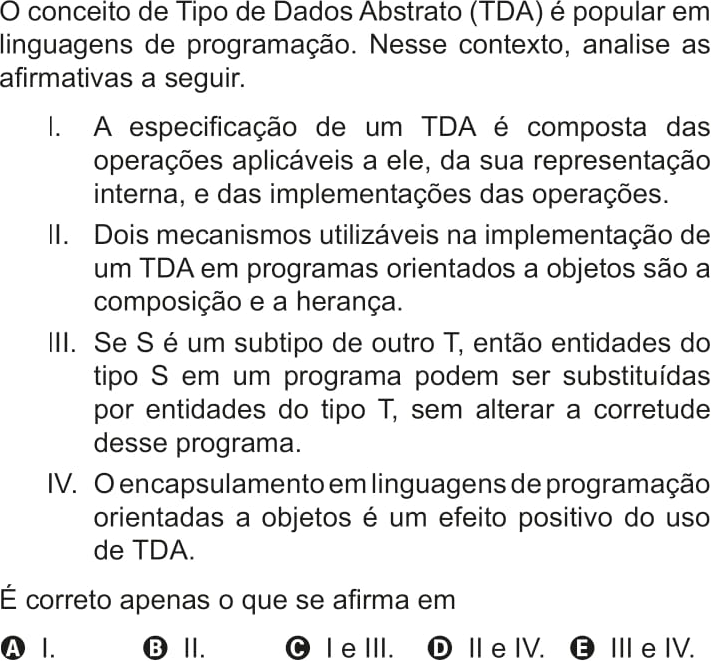 O conceito de Tipo de Dados Abstrato (TDA) é popular em
linguagens de programação. Nesse contexto, analise as
afirmativas a seguir.
I. A especificação de um TDA é composta das
operações aplicáveis a ele, da sua representação
interna, e das implementações das operações.
II. Dois mecanismos utilizáveis na implementação de
um TDA em programas orientados a objetos são a
composição e a herança.
III. Se S é um subtipo de outro T, então entidades do
tipo S em um programa podem ser substituídas
por entidades do tipo T, sem alterar a corretude
desse programa.
IV. O encapsulamento em linguagens de programação
orientadas a objetos é um efeito positivo do uso
de TDA.
É correto apenas o que se afirma em
A I. B II. C I e III. D II e IV. E III e IV.